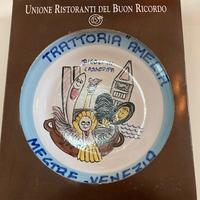 UNIONE RISTORANTI DEL BUON RICORDO
TRATTORIA "AMELIA"
MESTRE - VENEZIA